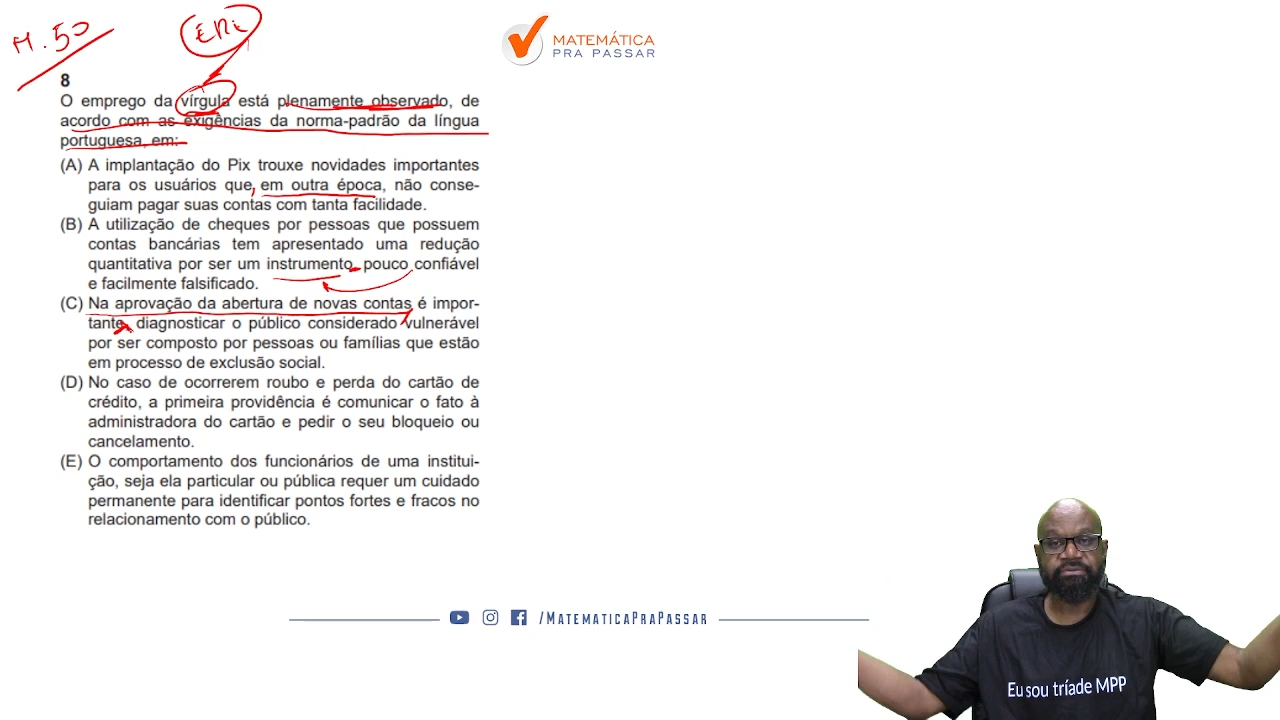 M.50
MATEMÁTICA
PRA PASSAR
8
O emprego da vírgula está plenamente observado, de
acordo com as exigências da norma-padrão da língua
portuguesa, em:
(A) A implantação do Pix trouxe novidades importantes
para os usuários que, em outra época, não conse-
guiam pagar suas contas com tanta facilidade.
(B) A utilização de cheques por pessoas que possuem
contas bancárias tem apresentado uma redução
quantitativa por ser um instrumento pouco confiável
e facilmente falsificado.
(C) Na aprovação da abertura de novas contas, é impor-
tante diagnosticar o público considerado vulnerável
por ser composto por pessoas ou famílias que estão
em processo de exclusão social.
(D) No caso de ocorrerem roubo e perda do cartão de
crédito, a primeira providência é comunicar o fato à
administradora do cartão e pedir o seu bloqueio ou
cancelamento.
(E) O comportamento dos funcionários de uma institui-
ção, seja ela particular ou pública requer um cuidado
permanente para identificar pontos fortes e fracos no
relacionamento com o público.
/MATEMATICAPRAPASSAR
Eu sou tríade MPP